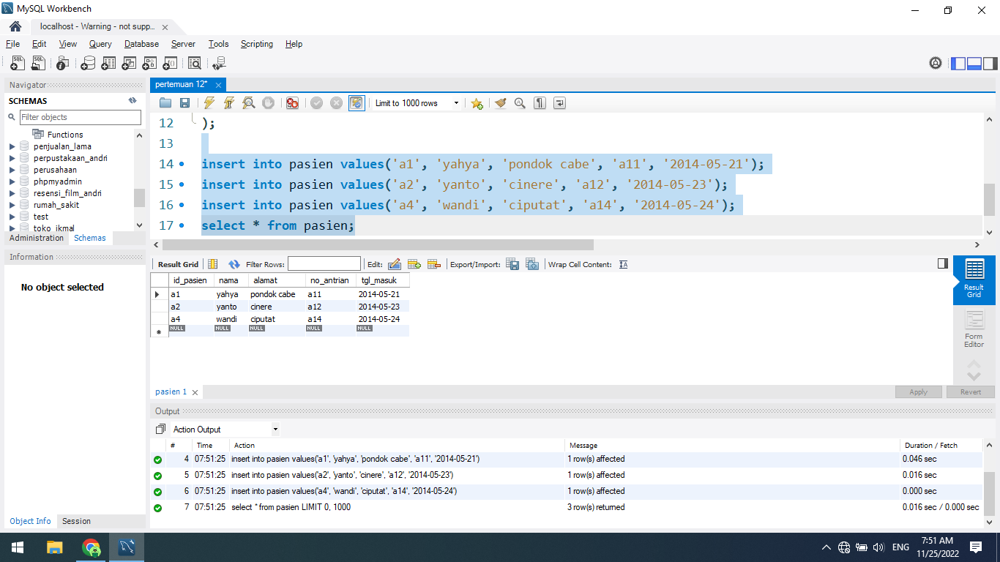 MySQL Workbench
localhost - Warning - not supp...
File Edit View Query Database Server Tools Scripting Help
Navigator
SCHEMAS
Filter objects
Functions
penjualan_lama
perpustakaan_andri
perusahaan
phpmyadmin
resensi_film_andri
rumah_sakit
test
toko_ikmal
Administration Schemas
Information
No object selected
Object Info Session
pertemuan 12*
Limit to 1000 rows
12 );
13
14 insert into pasien values('a1', 'yahya', 'pondok cabe', 'a11', '2014-05-21');
15 insert into pasien values('a2', 'yanto', 'cinere', 'a12', '2014-05-23');
16 insert into pasien values('a4', 'wandi', 'ciputat', 'a14', '2014-05-24');
17 select * from pasien;
Result Grid Filter Rows: Edit: Export/Import: Wrap Cell Content:
id_pasien nama alamat no_antrian tgl_masuk
a1 yahya pondok cabe a11 2014-05-21
a2 yanto cinere a12 2014-05-23
a4 wandi ciputat a14 2014-05-24
NULL NULL NULL NULL NULL
Result
Grid
Form
Editor
pasien 1
Apply Revert
Output
Action Output
# Time Action Message Duration / Fetch
4 07:51:25 insert into pasien values('a1', 'yahya', 'pondok cabe', 'a11', '2014-05-21') 1 row(s) affected 0.046 sec
5 07:51:25 insert into pasien values('a2', 'yanto', 'cinere', 'a12', '2014-05-23') 1 row(s) affected 0.016 sec
6 07:51:25 insert into pasien values('a4', 'wandi', 'ciputat', 'a14', '2014-05-24') 1 row(s) affected 0.000 sec
7 07:51:25 select * from pasien LIMIT 0, 1000 3 row(s) returned 0.016 sec / 0.000 sec
ENG
7:51 AM
11/25/2022